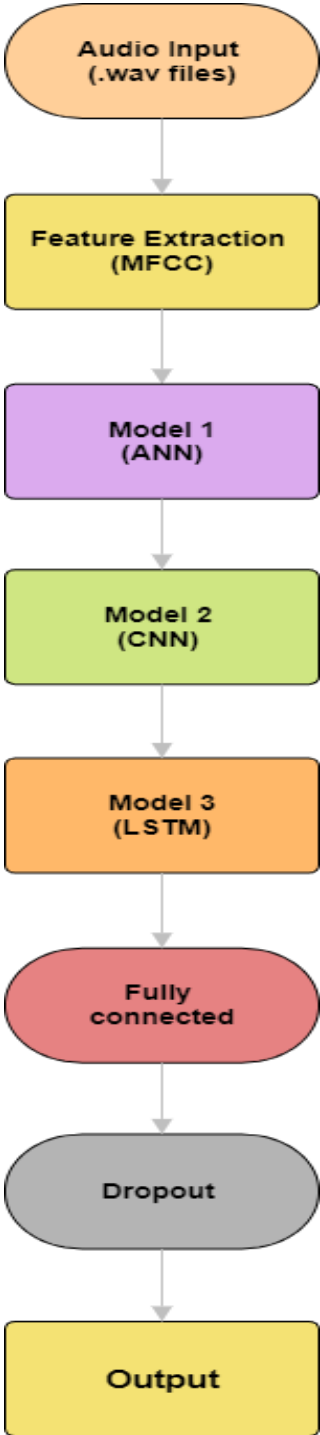 Audio Input
(.wav files)
Feature Extraction
(MFCC)
Model 1
(ANN)
Model 2
(CNN)
Model 3
(LSTM)
Fully
connected
Dropout
Output